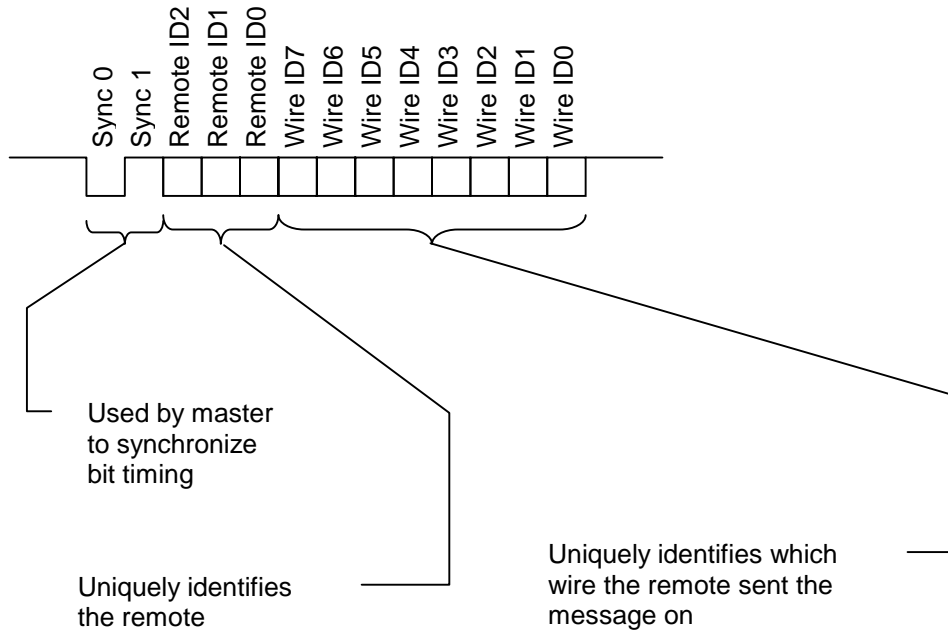 Sync 0
Sync 1
Remote ID2
Remote ID1
Remote ID0
Wire ID7
Wire ID6
Wire ID5
Wire ID4
Wire ID3
Wire ID2
Wire ID1
Wire ID0
Used by master
to synchronize
bit timing
Uniquely identifies
the remote
Uniquely identifies which
wire the remote sent the
message on